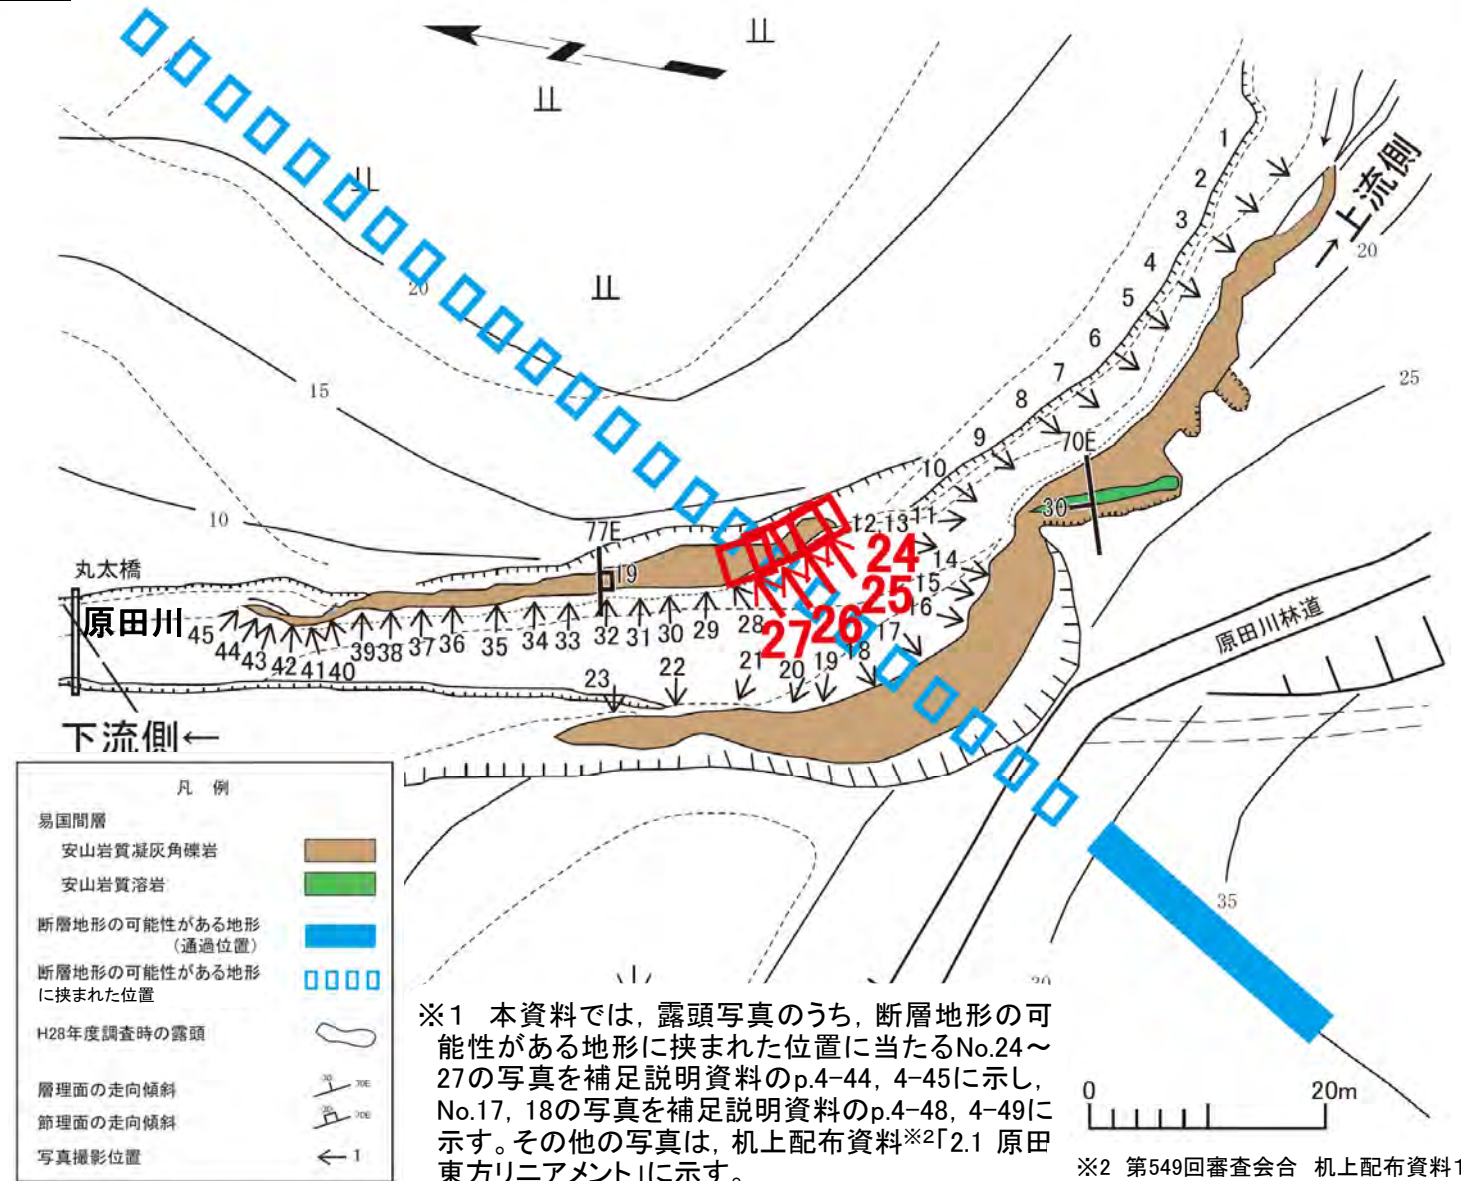 1
2
3
4
5
6
7
8
9
10
11
12
13
14
15
16
17
18
19
20
21
22
23
24
25
26
27
28
29
30
31
32
33
34
35
36
37
38
39
40
41
42
43
44
45
→上流側
20
25
20
15
10
70E
30
77E
19
丸太橋
原田川
原田川林道
下流側←
35
凡 例
易国間層
安山岩質凝灰角礫岩
安山岩質溶岩
断層地形の可能性がある地形
(通過位置)
断層地形の可能性がある地形
に挟まれた位置
H28年度調査時の露頭
層理面の走向傾斜
30 70E
節理面の走向傾斜
70E
写真撮影位置
←1
※1 本資料では,露頭写真のうち,断層地形の可
能性がある地形に挟まれた位置に当たるNo.24~
27の写真を補足説明資料のp.4-44, 4-45に示し,
No.17, 18の写真を補足説明資料のp.4-48, 4-49に
示す。その他の写真は,机上配布資料※2「2.1 原田
東方リニアメント」に示す。
0 20m
※2 第549回審査会合 机上配布資料1